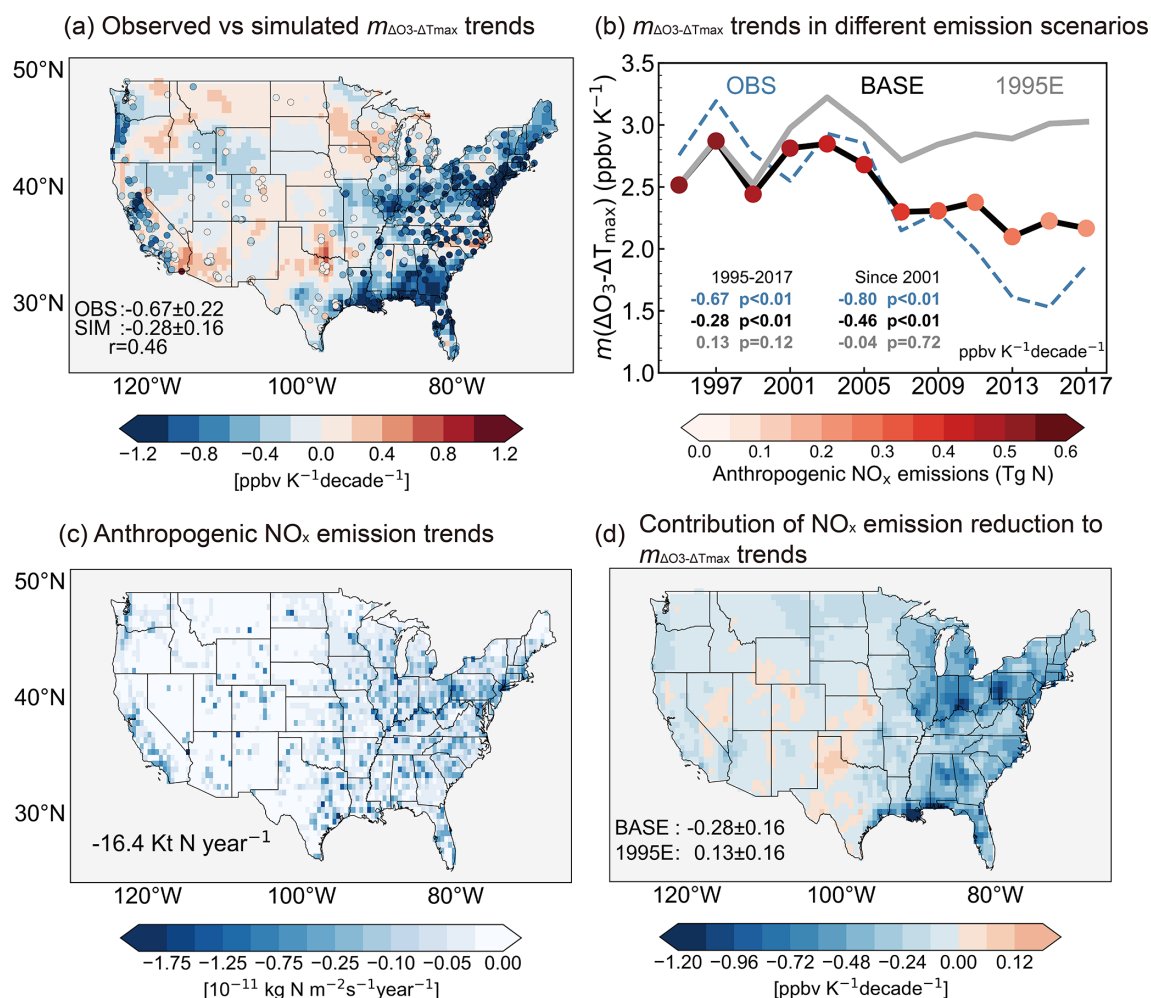 (a) Observed vs simulated mΔO3-ΔTmax trends
50°N
40°N
30°N
OBS:-0.67±0.22
SIM :-0.28±0.16
r=0.46
120°W 100°W 80°W
−1.2 −0.8 −0.4 0.0 0.4 0.8 1.2
[ppbv K⁻¹decade⁻¹]
(b) mΔO3-ΔTmax trends in different emission scenarios
m(ΔO₃-ΔTmax) (ppbv K⁻¹)
3.5
3.0
2.5
2.0
1.5
1.0
OBS BASE 1995E
1995-2017 Since 2001
-0.67 p<0.01 -0.80 p<0.01
-0.28 p<0.01 -0.46 p<0.01
0.13 p=0.12 -0.04 p=0.72
ppbv K⁻¹decade⁻¹
1997 2001 2005 2009 2013 2017
0.0 0.1 0.2 0.3 0.4 0.5 0.6
Anthropogenic NOₓ emissions (Tg N)
(c) Anthropogenic NOₓ emission trends
50°N
40°N
30°N
-16.4 Kt N year⁻¹
120°W 100°W 80°W
−1.75 −1.25 −0.75 −0.25 −0.10 −0.05 0.00
[10⁻¹¹ kg N m⁻²s⁻¹year⁻¹]
(d) Contribution of NOₓ emission reduction to
mΔO3-ΔTmax trends
BASE : -0.28±0.16
1995E: 0.13±0.16
120°W 100°W 80°W
−1.20 −0.96 −0.72 −0.48 −0.24 0.00 0.12
[ppbv K⁻¹decade⁻¹]